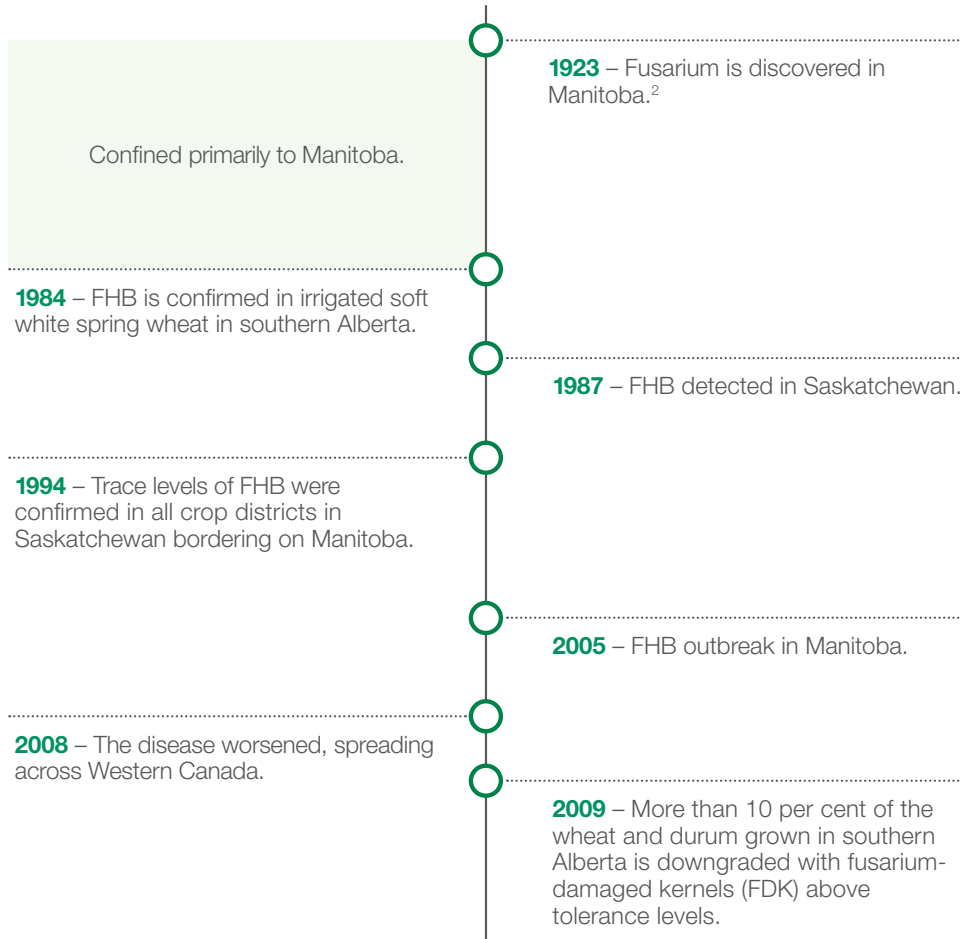 1923 – Fusarium is discovered in
Manitoba.2
Confined primarily to Manitoba.
1984 – FHB is confirmed in irrigated soft
white spring wheat in southern Alberta.
1987 – FHB detected in Saskatchewan.
1994 – Trace levels of FHB were
confirmed in all crop districts in
Saskatchewan bordering on Manitoba.
2005 – FHB outbreak in Manitoba.
2008 – The disease worsened, spreading
across Western Canada.
2009 – More than 10 per cent of the
wheat and durum grown in southern
Alberta is downgraded with fusarium-
damaged kernels (FDK) above
tolerance levels.